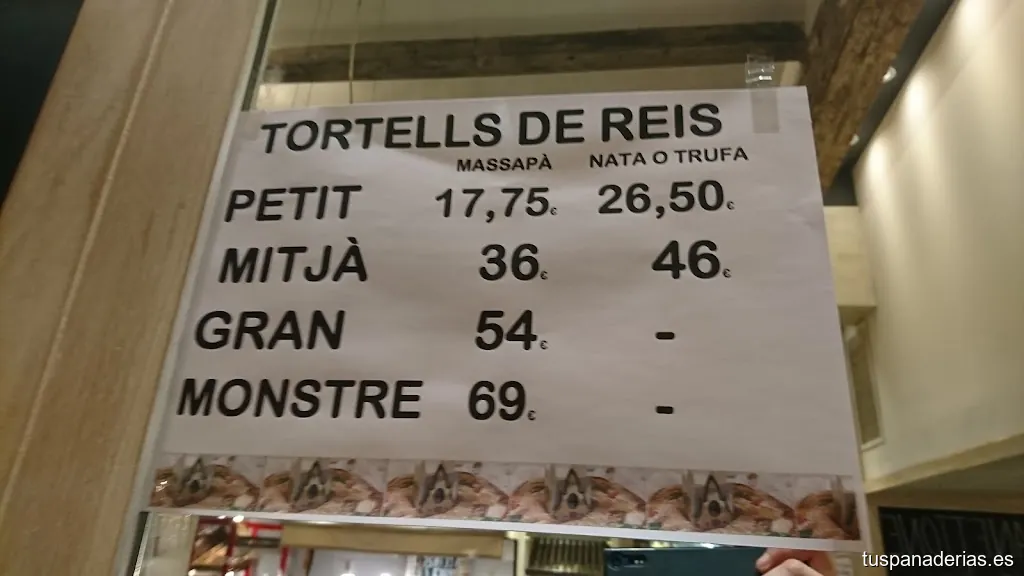 TORTELLS DE REIS
MASSAPÀ NATA O TRUFA
PETIT 17,75€ 26,50€
MITJÀ 36€ 46€
GRAN 54€ -
MONSTRE 69€ -
tuspanaderias.es